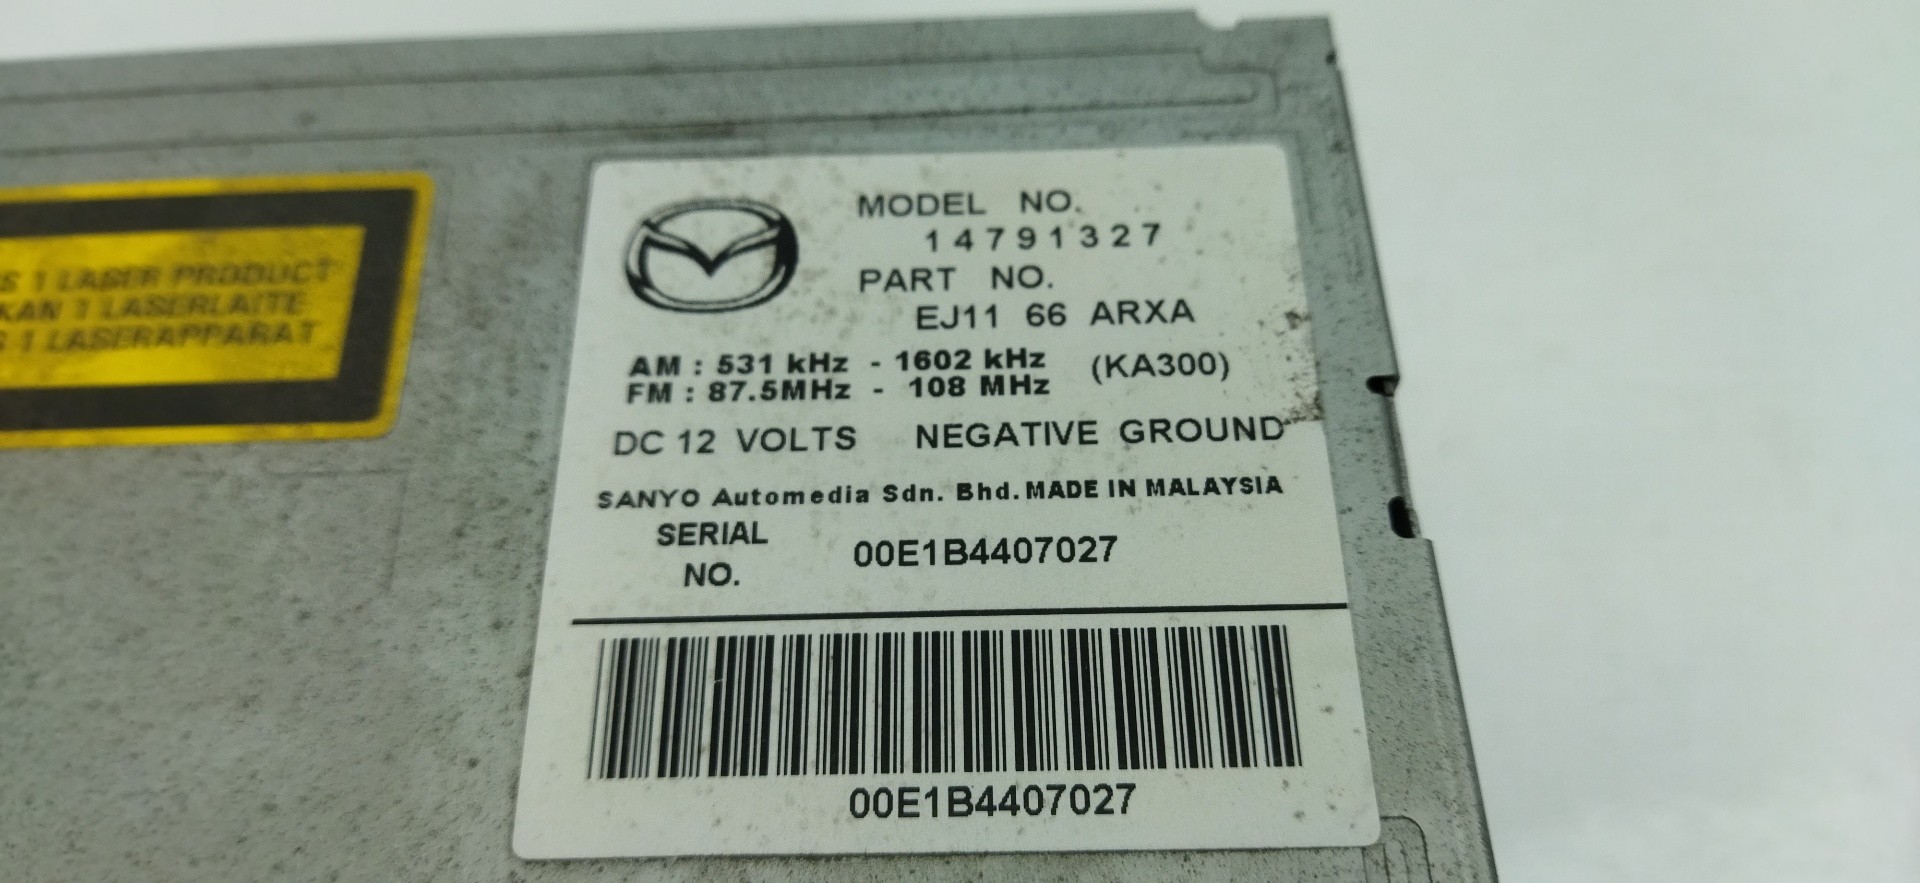 S 1 LASER PRODUCT
KAN 1 LASERLAITE
S 1 LASERAPPARAT
MODEL NO.
14791327
PART NO.
EJ11 66 ARXA
AM : 531 kHz - 1602 kHz (KA300)
FM : 87.5MHz - 108 MHz
DC 12 VOLTS NEGATIVE GROUND
SANYO Automedia Sdn. Bhd. MADE IN MALAYSIA
SERIAL
NO.
00E1B4407027
00E1B4407027